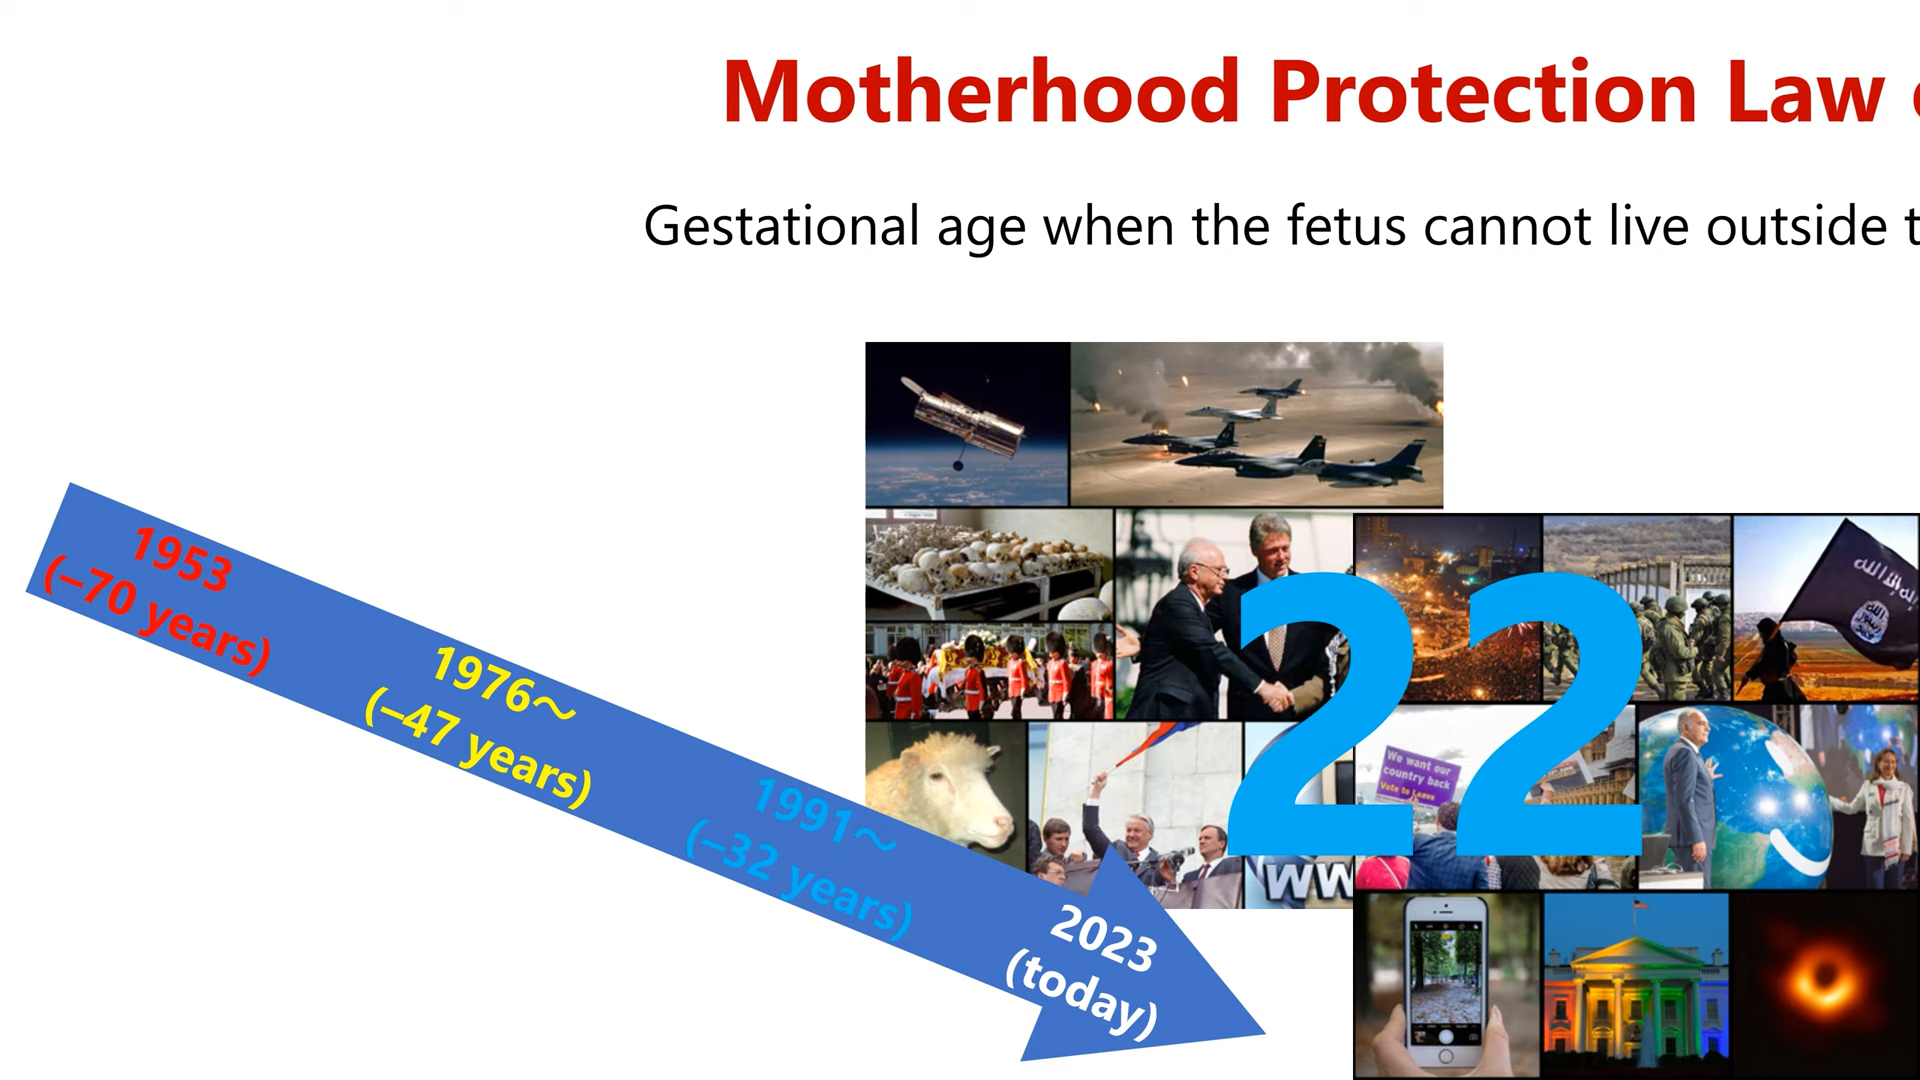 Motherhood Protection Law
Gestational age when the fetus cannot live outside t
1953
(–70 years)
1976～
(–47 years)
1991～
(–32 years)
2023
(today)
22
We want our
country back
Vote to Leave
WW